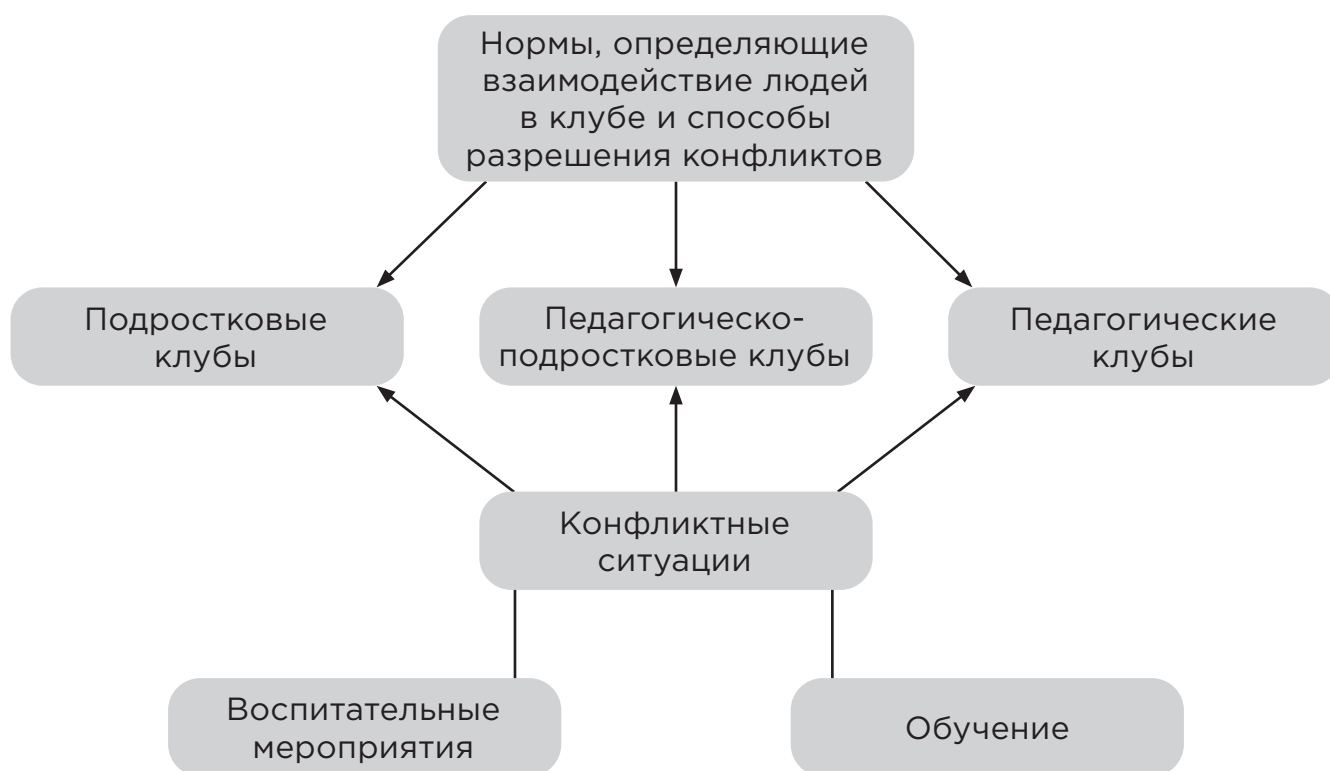 Нормы, определяющие
взаимодействие людей
в клубе и способы
разрешения конфликтов
Подростковые
клубы
Педагогическо-
подростковые клубы
Педагогические
клубы
Конфликтные
ситуации
Воспитательные
мероприятия
Обучение